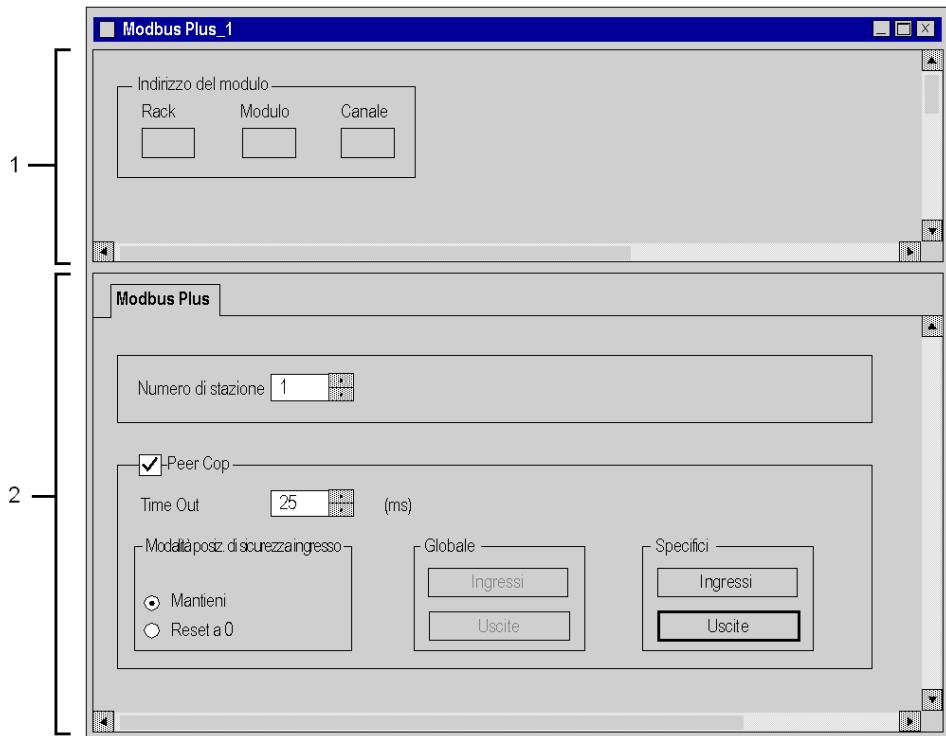 Modbus Plus_1
1
Indirizzo del modulo
Rack Modulo Canale
2
Modbus Plus
Numero di stazione 1
Peer Cop
Time Out 25 (ms)
Modalità posiz. di sicurezza ingresso
Mantieni
Reset a 0
Globale
Ingressi
Uscite
Specifici
Ingressi
Uscite